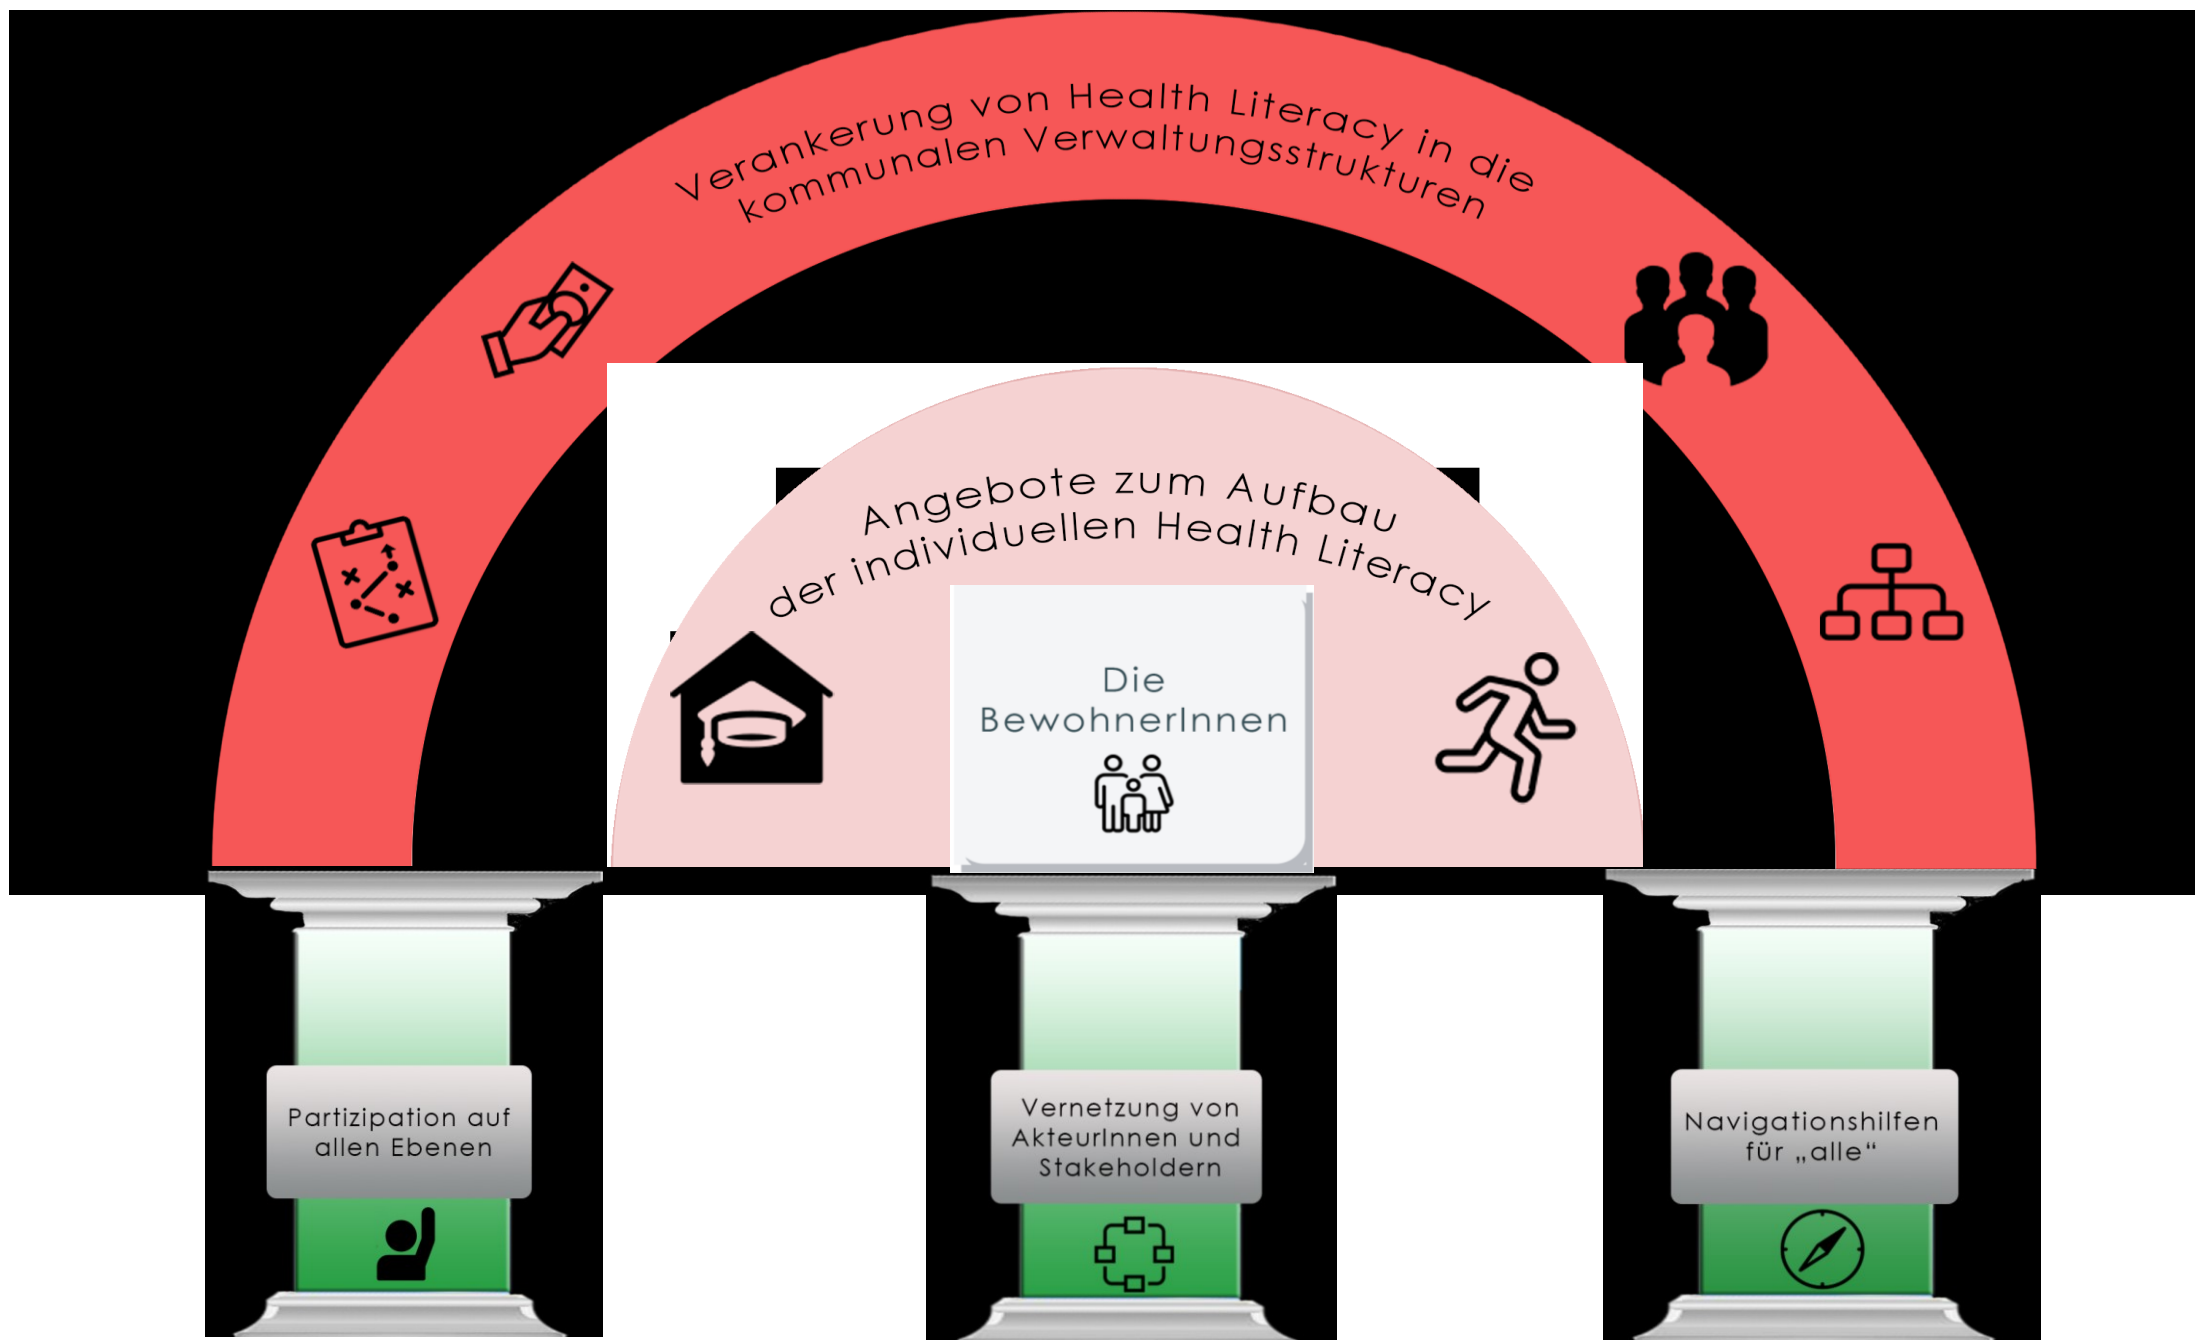 Verankerung von Health Literacy in die
kommunalen Verwaltungsstrukturen
Angebote zum Aufbau
der individuellen Health Literacy
Die
BewohnerInnen
Partizipation auf
allen Ebenen
Vernetzung von
AkteurInnen und
Stakeholdern
Navigationshilfen
für „alle“